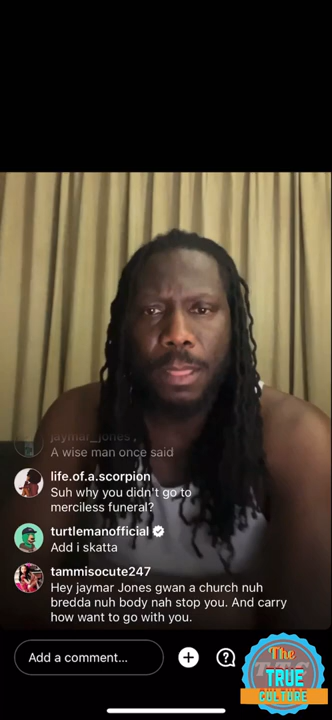 jaymar_jones
A wise man once said
life.of.a.scorpion
Suh why you didn't go to
merciless funeral?
turtlemanofficial
Add i skatta
tammisocute247
Hey jaymar Jones gwan a church nuh
bredda nuh body nah stop you. And carry
how want to go with you.
Add a comment...
The
TRUE
CULTURE